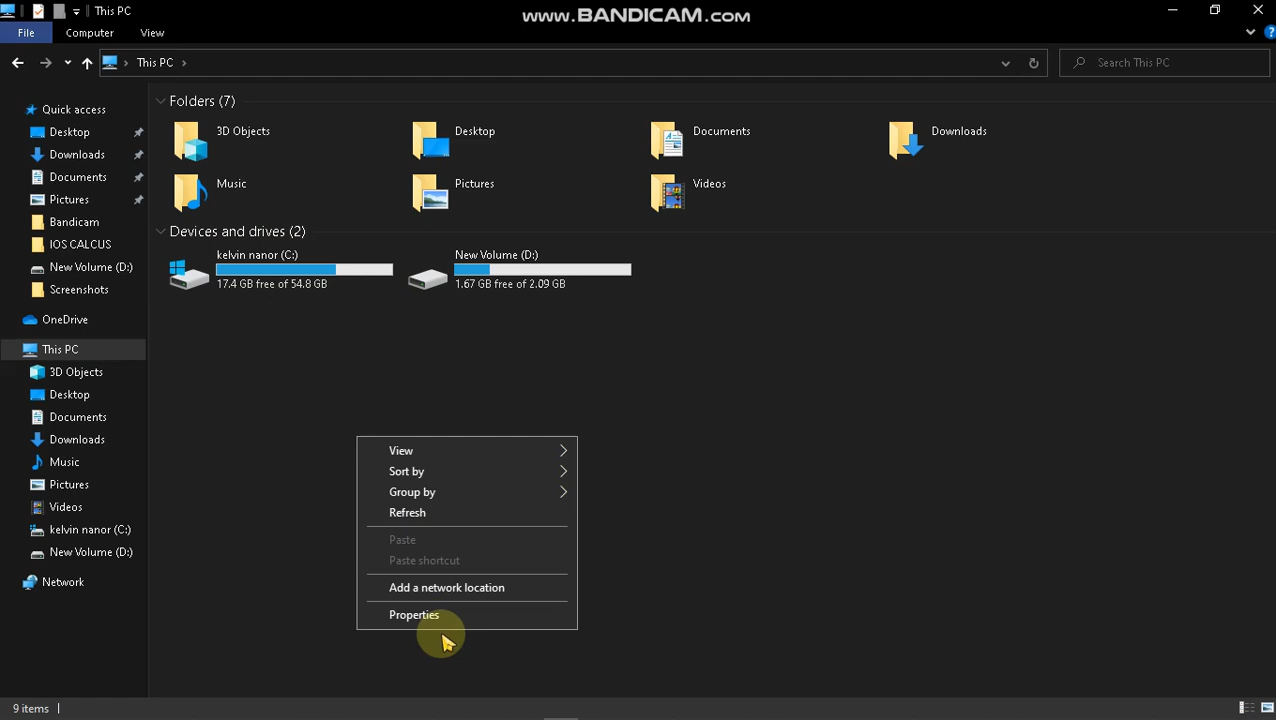 This PC
www.BANDICAM.com
File Computer View
This PC
Search This PC
Quick access
Desktop
Downloads
Documents
Pictures
Bandicam
IOS CALCUS
New Volume (D:)
Screenshots
OneDrive
This PC
3D Objects
Desktop
Documents
Downloads
Music
Pictures
Videos
kelvin nanor (C:)
New Volume (D:)
Network
Folders (7)
3D Objects
Desktop
Documents
Downloads
Music
Pictures
Videos
Devices and drives (2)
kelvin nanor (C:)
17.4 GB free of 54.8 GB
New Volume (D:)
1.67 GB free of 2.09 GB
View
Sort by
Group by
Refresh
Paste
Paste shortcut
Add a network location
Properties
9 items